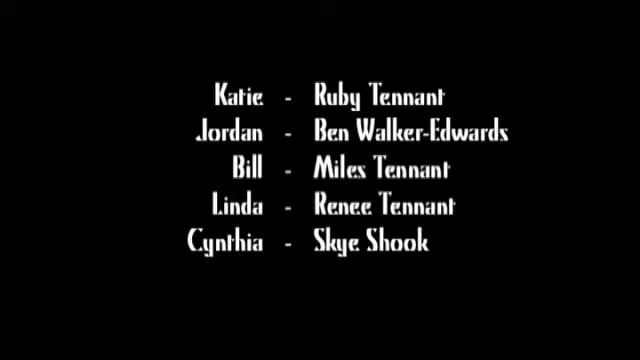 Katie - Ruby Tennant
Jordan - Ben Walker-Edwards
Bill - Miles Tennant
Linda - Renee Tennant
Cynthia - Skye Shook